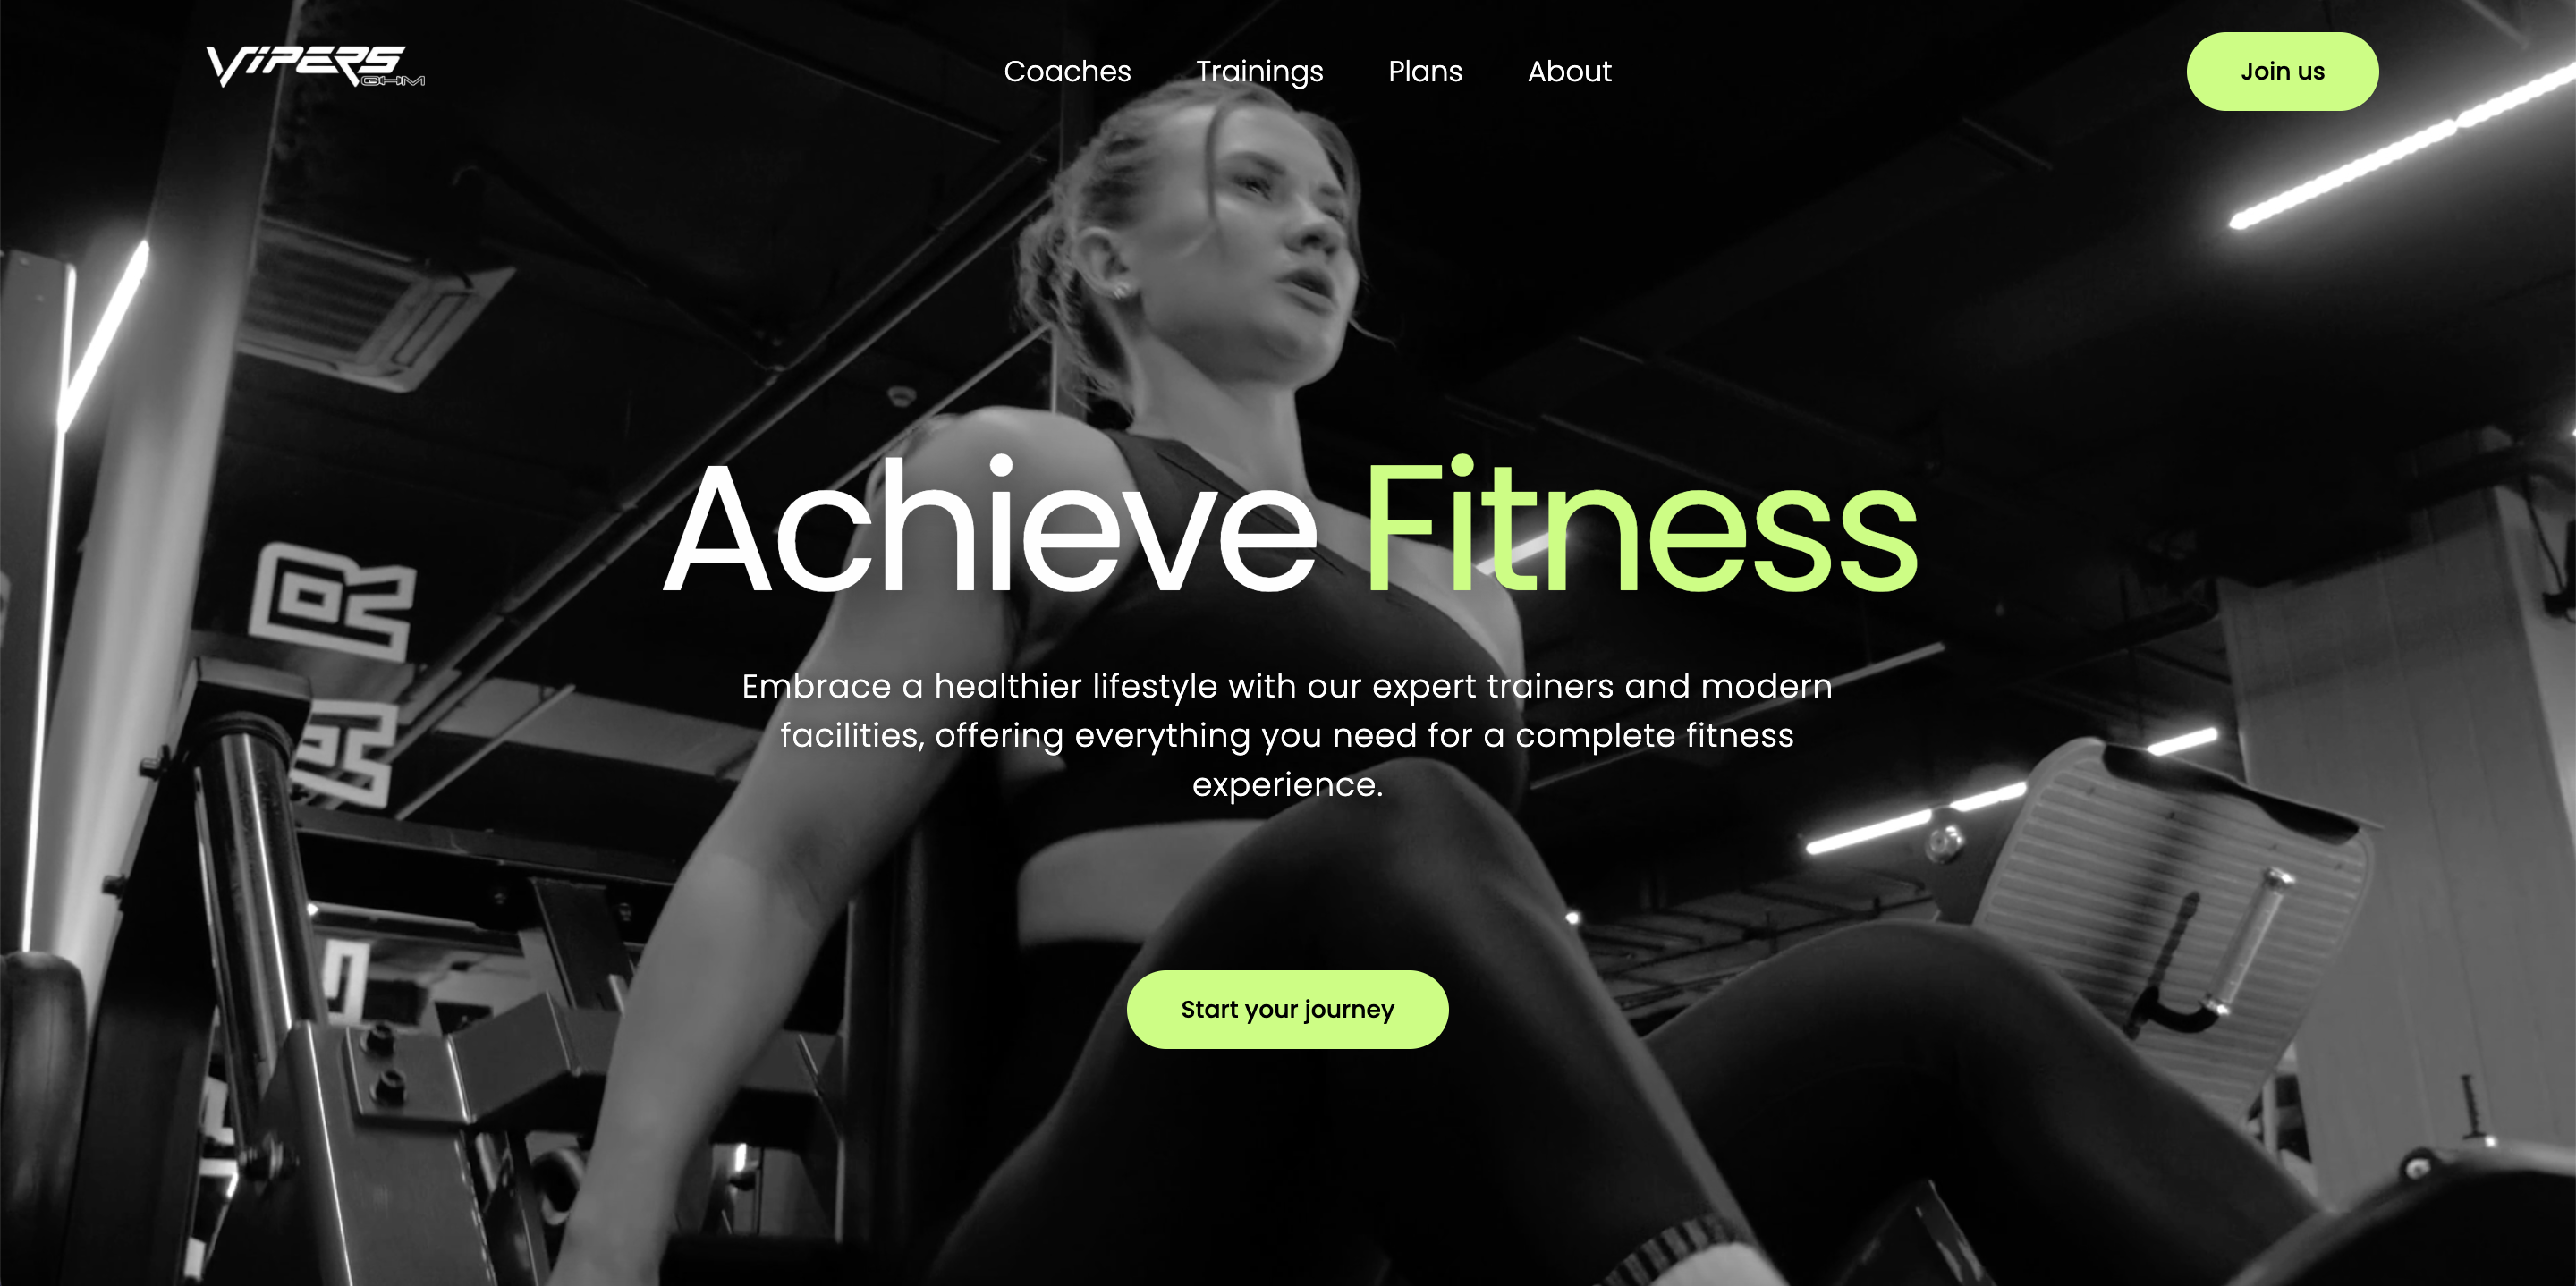 VIPERS
GHM
Coaches
Trainings
Plans
About
Join us
Achieve Fitness
Embrace a healthier lifestyle with our expert trainers and modern
facilities, offering everything you need for a complete fitness
experience.
Start your journey